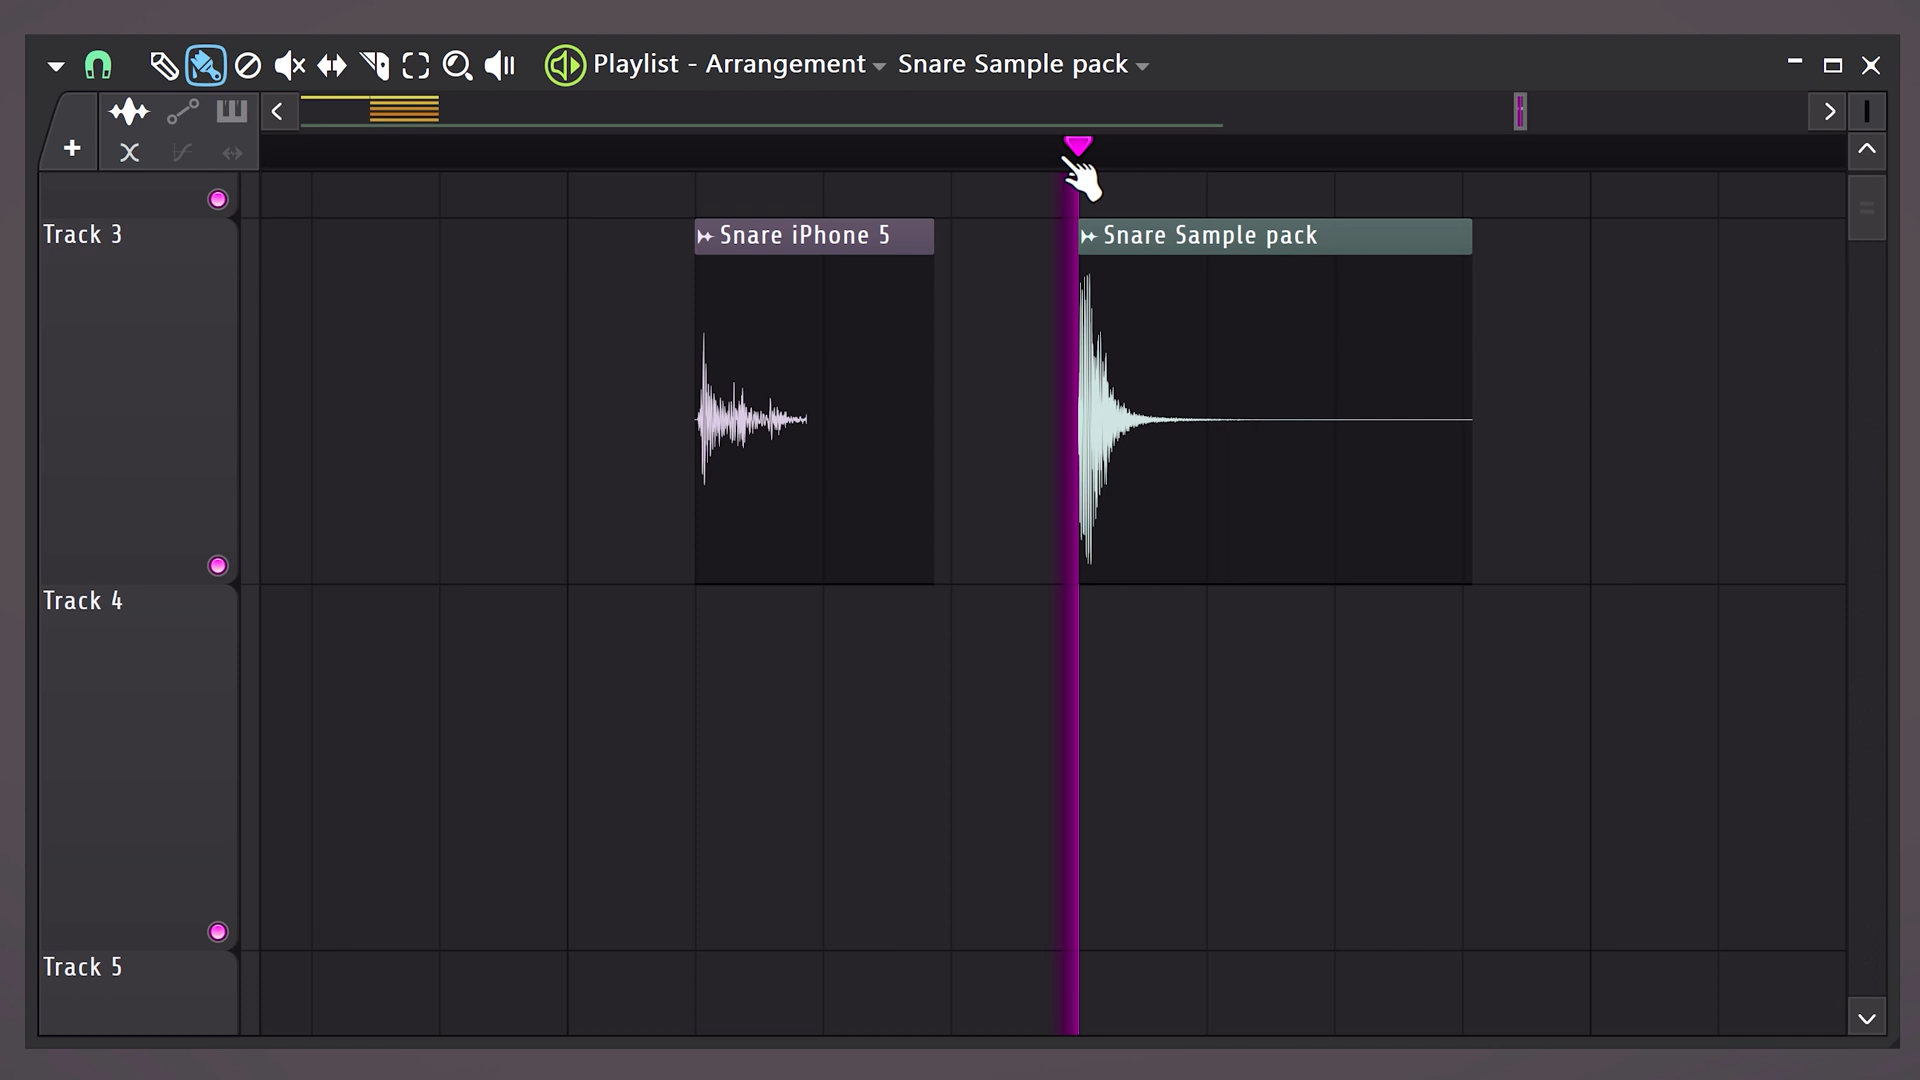 Playlist - Arrangement Snare Sample pack
Track 3
Snare iPhone 5
Snare Sample pack
Track 4
Track 5